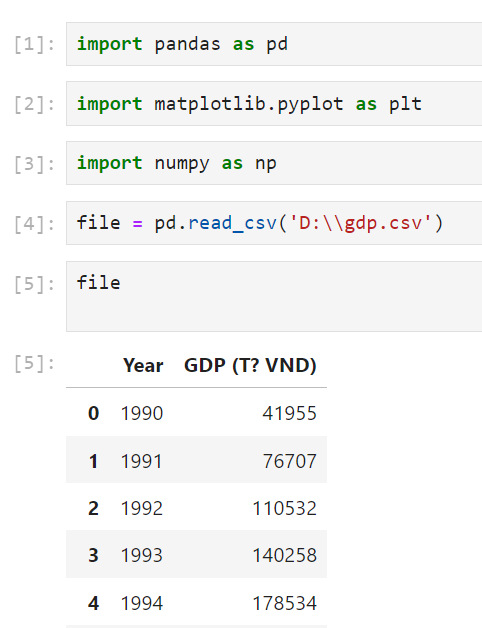 [1]: import pandas as pd
[2]: import matplotlib.pyplot as plt
[3]: import numpy as np
[4]: file = pd.read_csv('D:\\gdp.csv')
[5]: file
[5]:
Year GDP (T? VND)
0 1990 41955
1 1991 76707
2 1992 110532
3 1993 140258
4 1994 178534